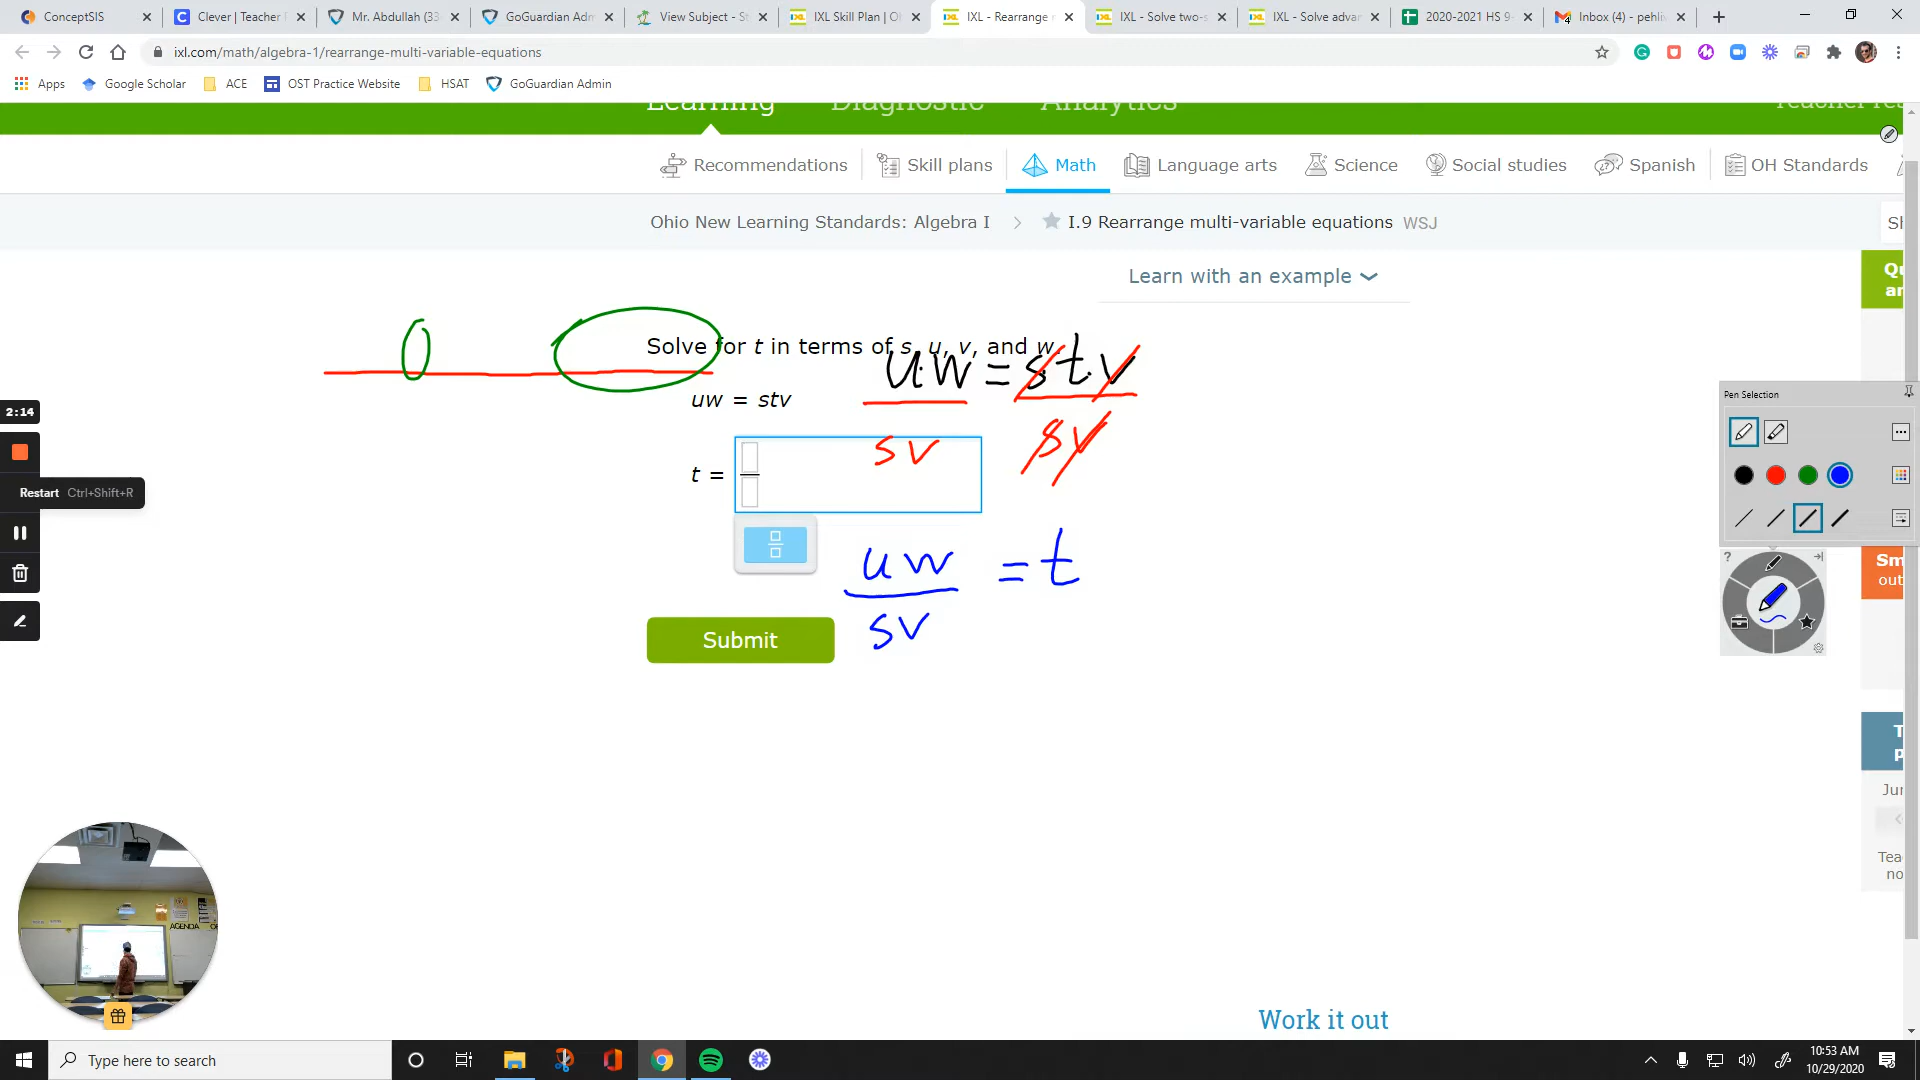 ConceptSIS
Clever | Teacher
Mr. Abdullah (33
GoGuardian Adm
View Subject - St
IXL Skill Plan | Oh
IXL - Rearrange
IXL - Solve two-s
IXL - Solve advan
2020-2021 HS 9-
Inbox (4) - pehliv
ixl.com/math/algebra-1/rearrange-multi-variable-equations
Apps
Google Scholar
ACE
OST Practice Website
HSAT
GoGuardian Admin
Learning
Diagnostic
Analytics
Recommendations
Skill plans
Math
Language arts
Science
Social studies
Spanish
OH Standards
Ohio New Learning Standards: Algebra I
I.9 Rearrange multi-variable equations WSJ
Learn with an example
Solve for t in terms of s, u, v, and w.
u·w = s·t·v
uw = stv
sv
sv
t =
uw = t
sv
Submit
2:14
Restart Ctrl+Shift+R
Pen Selection
?
AGENDA
Work it out
Type here to search
10:53 AM
10/29/2020